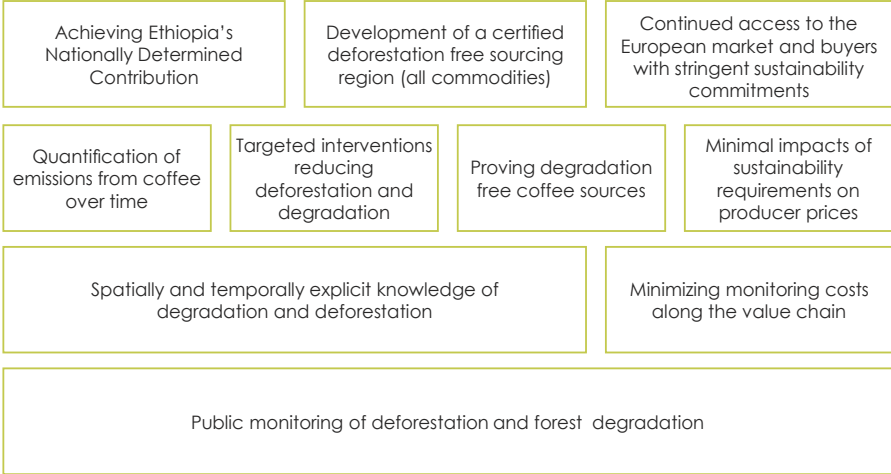 Achieving Ethiopia's
Nationally Determined
Contribution
Development of a certified
deforestation free sourcing
region (all commodities)
Continued access to the
European market and buyers
with stringent sustainability
commitments
Quantification of
emissions from coffee
over time
Targeted interventions
reducing
deforestation and
degradation
Proving degradation
free coffee sources
Minimal impacts of
sustainability
requirements on
producer prices
Spatially and temporally explicit knowledge of
degradation and deforestation
Minimizing monitoring costs
along the value chain
Public monitoring of deforestation and forest degradation